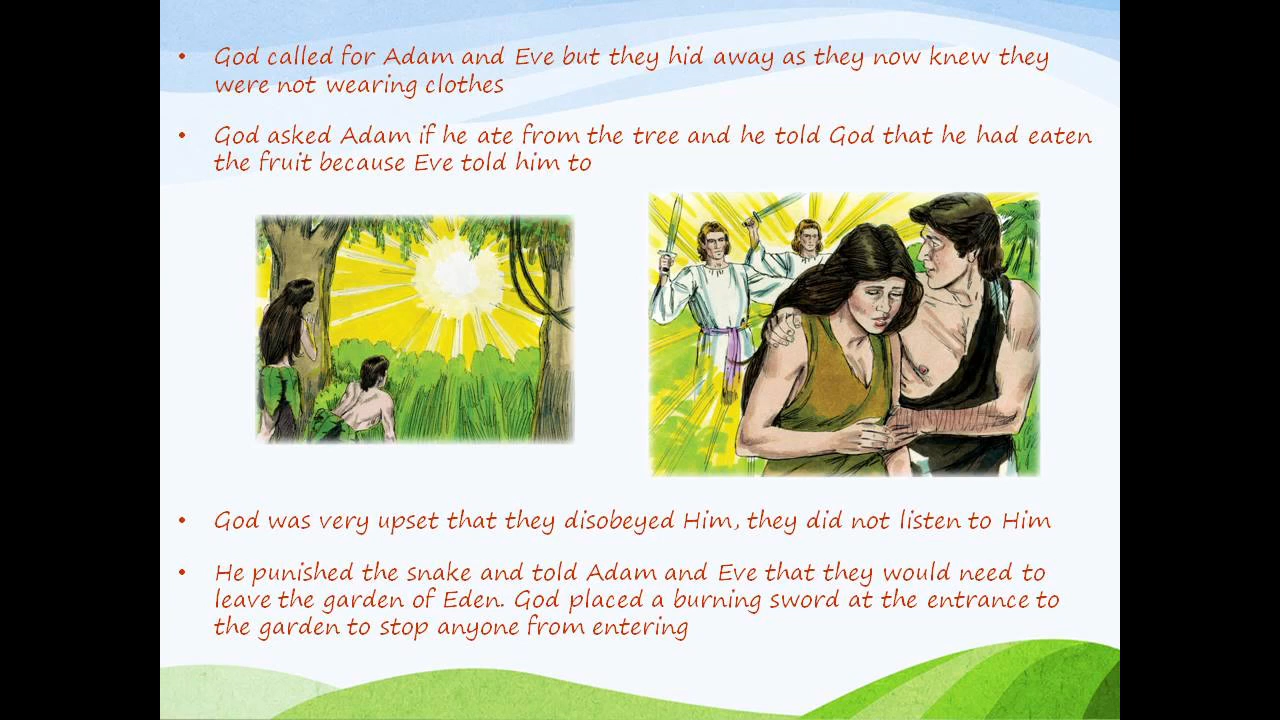 • God called for Adam and Eve but they hid away as they now knew they
were not wearing clothes
• God asked Adam if he ate from the tree and he told God that he had eaten
the fruit because Eve told him to
• God was very upset that they disobeyed Him, they did not listen to Him
• He punished the snake and told Adam and Eve that they would need to
leave the garden of Eden. God placed a burning sword at the entrance to
the garden to stop anyone from entering